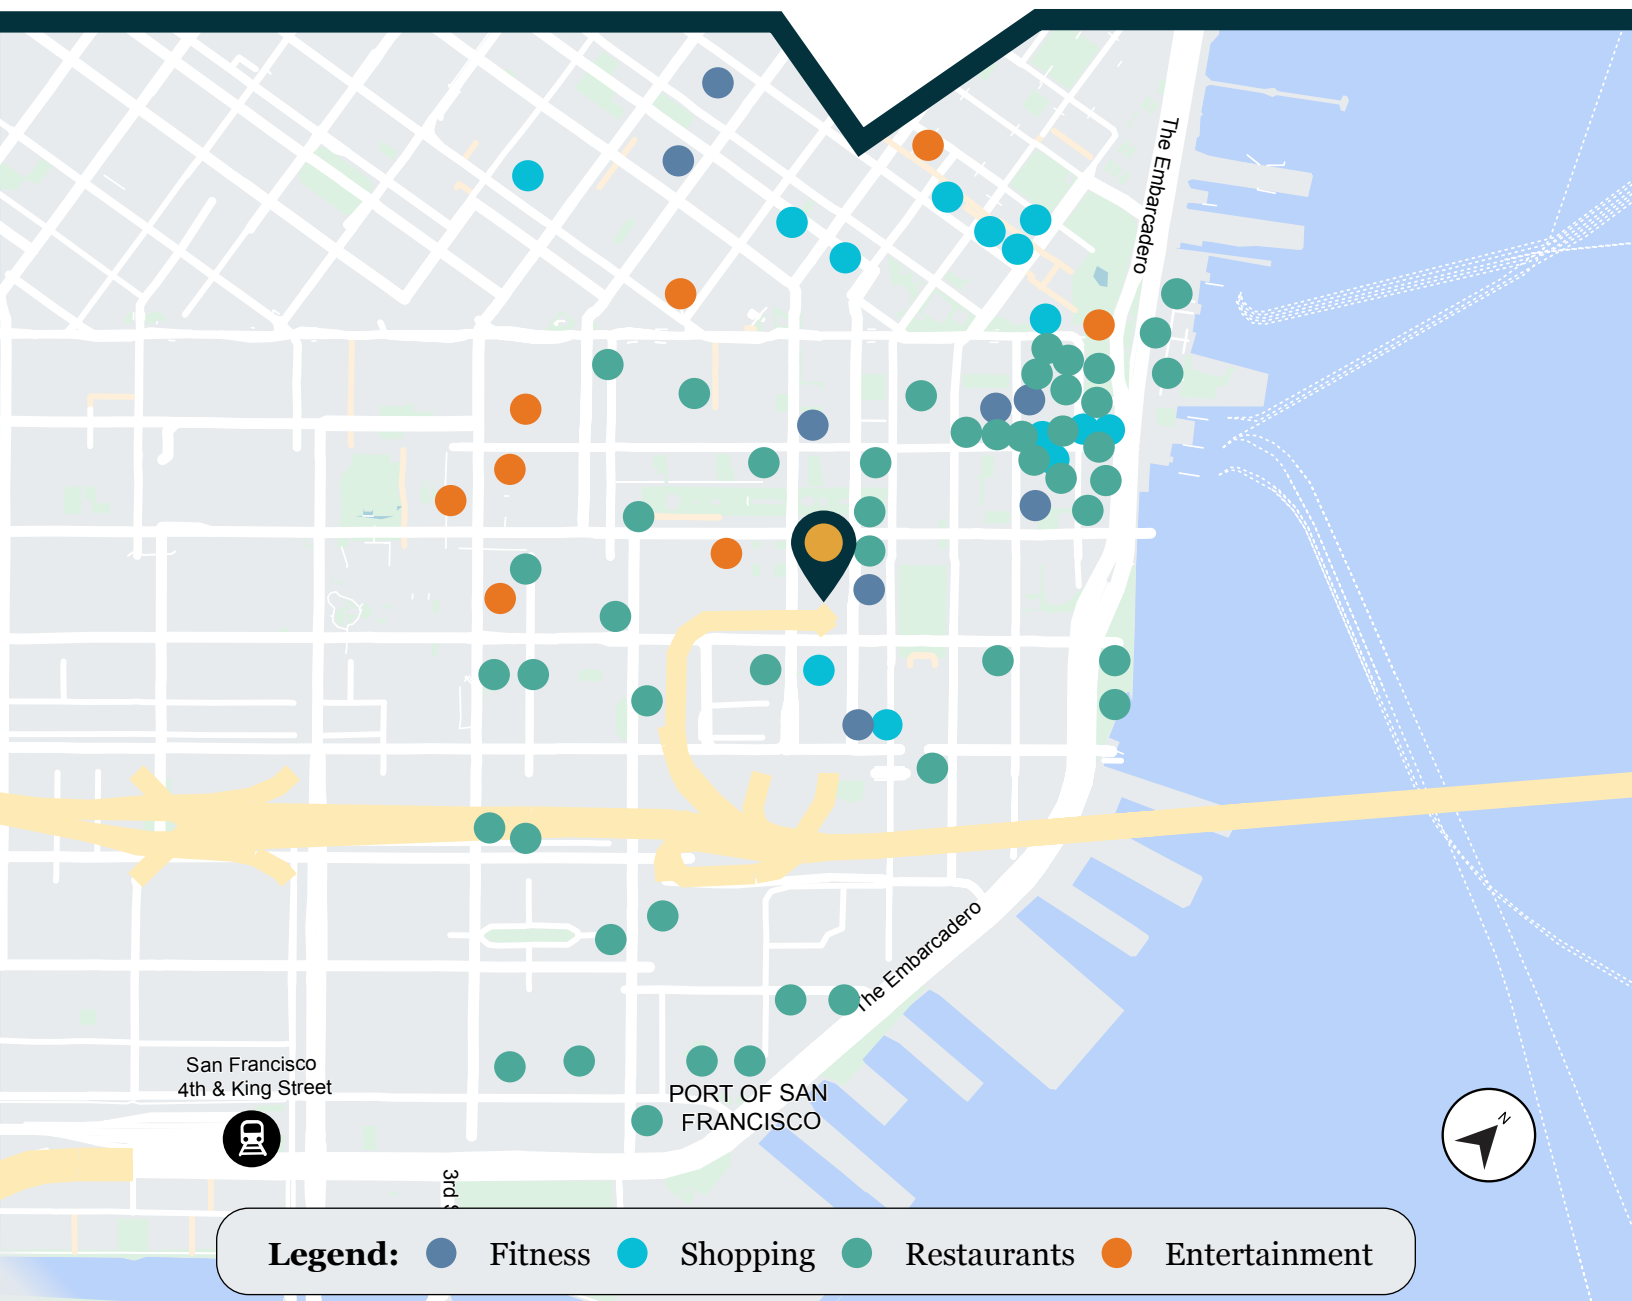 The Embarcadero
The Embarcadero
San Francisco
4th & King Street
PORT OF SAN
FRANCISCO
3rd
N
Legend: Fitness Shopping Restaurants Entertainment